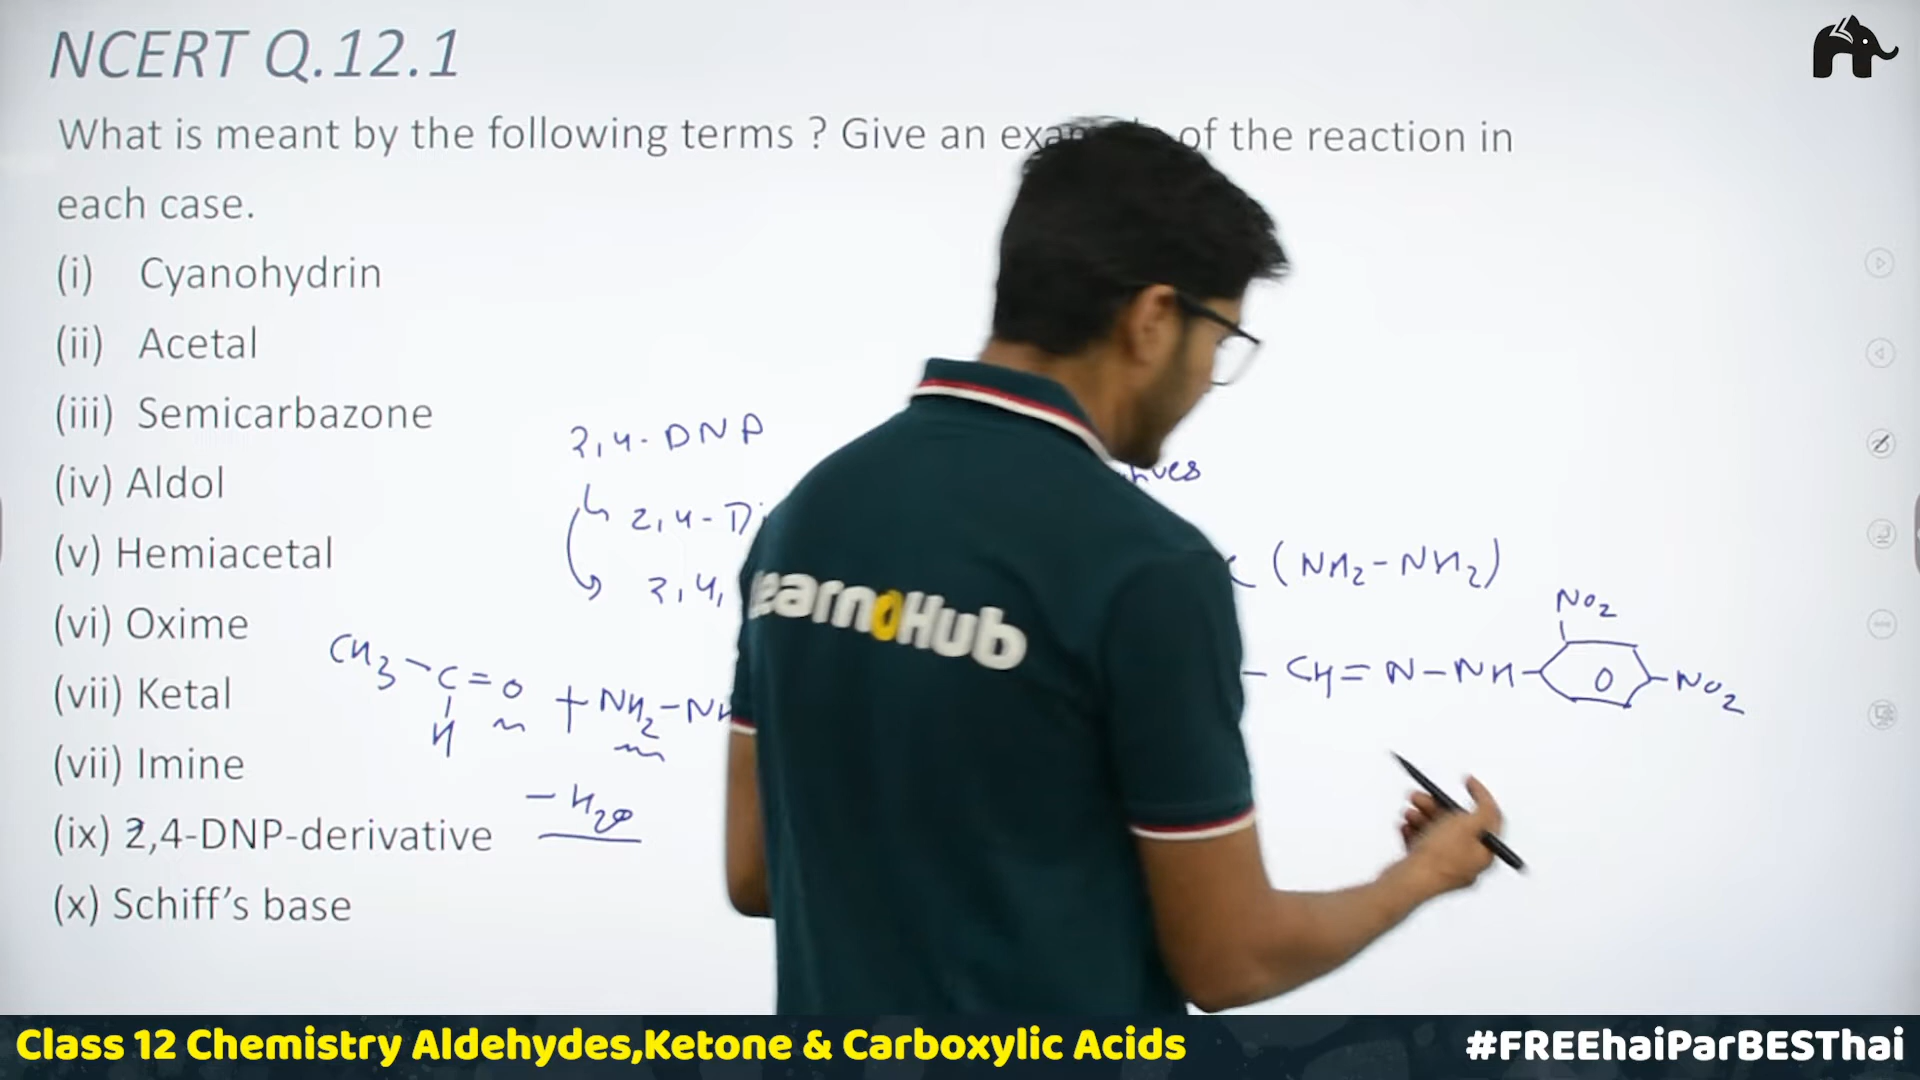 NCERT Q.12.1
What is meant by the following terms ? Give an of the reaction in
each case.
(i) Cyanohydrin
(ii) Acetal
(iii) Semicarbazone
(iv) Aldol
(v) Hemiacetal
(vi) Oxime
(vii) Ketal
(vii) Imine
(ix) 2,4-DNP-derivative
(x) Schiff's base
2,4-DNP
2,4-Di
2,4,
(NH2-NH2)
CH3-C=O + NH2-NH
H
-H2O
-CH=N-NH-
NO2
-NO2
LearnoHub
Class 12 Chemistry Aldehydes,Ketone & Carboxylic Acids
#FREEhaiParBESThai